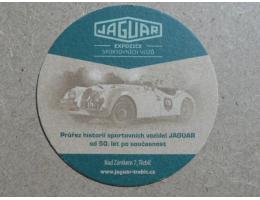 JAGUAR
EXPOZICE
SPORTOVNÍCH VOZŮ
Průřez historií sportovních vozidel JAGUAR
od 50. let po současnost
Nad Zámkem 7, Třebíč
www.jaguar-trebic.cz